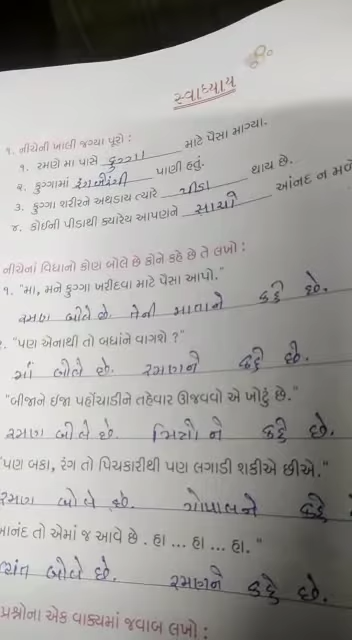 સ્વાધ્યાય
૧. નીચેની ખાલી જગ્યા પૂરો :
૧. રમણે મા પાસે ફુગ્ગા માટે પૈસા માગ્યા.
૨. ફુગ્ગામાં રંગબેરંગી પાણી હતું.
૩. ફુગ્ગા શરીરને અથડાય ત્યારે પીડા થાય છે.
૪. કોઈની પીડાથી ક્યારેય આપણને સાચો આનંદ ન મળે
નીચેનાં વિધાનો કોણ બોલે છે કોને કહે છે તે લખો :
૧. "મા, મને ફુગ્ગા ખરીદવા માટે પૈસા આપો."
રમણ બોલે છે. તેની માતાને કહે છે.
"પણ એનાથી તો બધાંને વાગશે ?"
માઁ બોલે છે. રમણને કહે છે.
"બીજાને ઈજા પહોંચાડીને તહેવાર ઊજવવો એ ખોટું છે."
રમણ બોલે છે. મિત્રો ને કહે છે.
"પણ બકા, રંગ તો પિચકારીથી પણ લગાડી શકીએ છીએ."
રમણ બોલે છે. ગોપાલને કહે
આનંદ તો એમાં જ આવે છે . હા ... હા ... હા. "
બોલે છે. રમણને કહે છે.
પ્રશ્નોના એક વાક્યમાં જવાબ લખો :